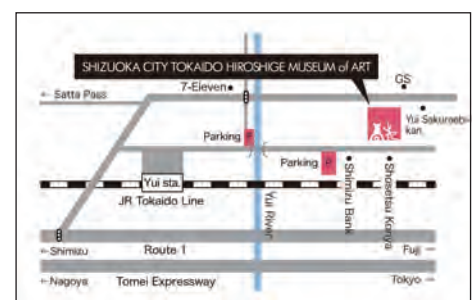 SHIZUOKA CITY TOKAIDO HIROSHIGE MUSEUM of ART
← Satta Pass
7-Eleven
GS
Yui Sakuraebi-
kan.
Parking P
Parking P
Yui sta.
JR Tokaido Line
Yui River
Shimizu Bank
Shosetsu Konya
←Shimizu
Route 1
Fuji →
←Nagoya
Tomei Expressway
Tokyo →